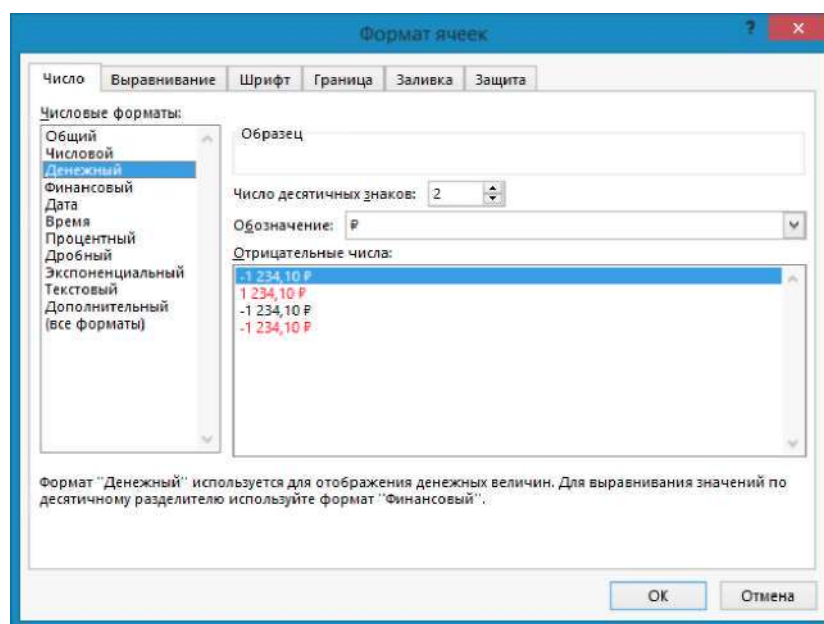 Формат ячеек
?
×
Число Выравнивание Шрифт Граница Заливка Защита
Числовые форматы:
Общий
Числовой
Денежный
Финансовый
Дата
Время
Процентный
Дробный
Экспоненциальный
Текстовый
Дополнительный
(все форматы)
Образец
Число десятичных знаков: 2
Обозначение: ₽
Отрицательные числа:
-1 234,10 ₽
1 234,10 ₽
-1 234,10 ₽
-1 234,10 ₽
Формат "Денежный" используется для отображения денежных величин. Для выравнивания значений по
десятичному разделителю используйте формат "Финансовый".
ОК Отмена